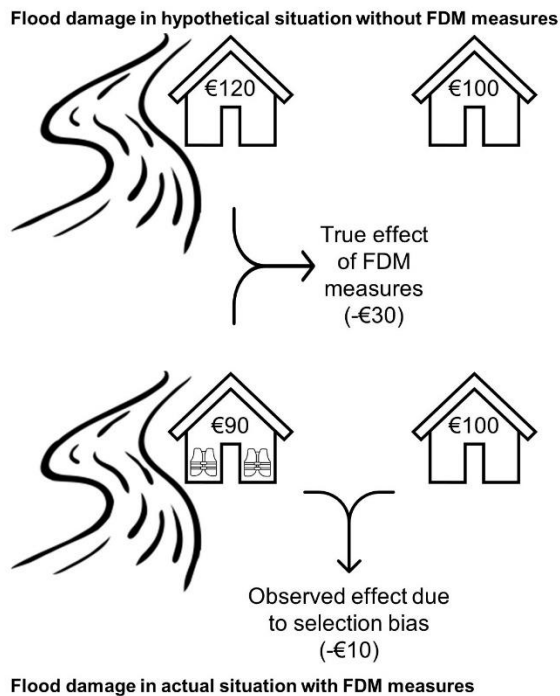 Flood damage in hypothetical situation without FDM measures
€120
€100
True effect
of FDM
measures
(-€30)
€90
€100
Observed effect due
to selection bias
(-€10)
Flood damage in actual situation with FDM measures